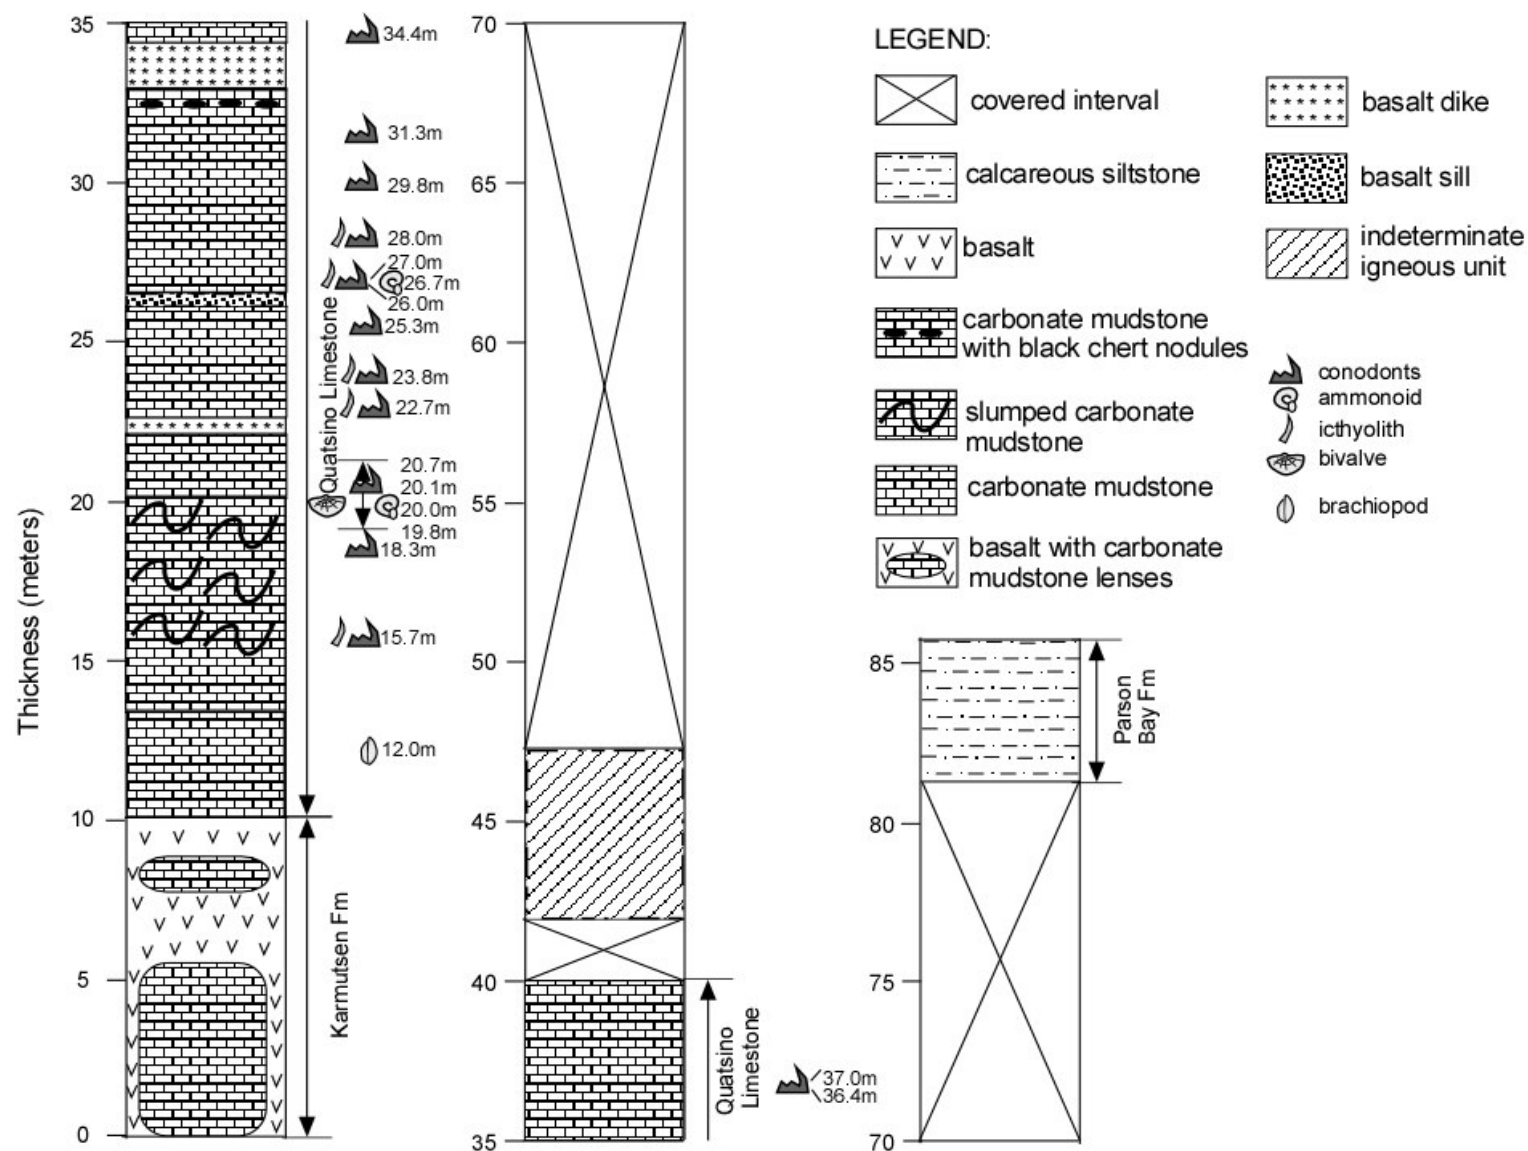 Thickness (meters)
35
30
25
20
15
10
5
0
34.4m
31.3m
29.8m
28.0m
27.0m
26.7m
26.0m
25.3m
23.8m
22.7m
20.7m
20.1m
20.0m
19.8m
18.3m
15.7m
12.0m
Quatsino Limestone
Karmutsen Fm
70
65
60
55
50
45
40
35
Quatsino
Limestone
37.0m
36.4m
LEGEND:
covered interval
calcareous siltstone
basalt
carbonate mudstone
with black chert nodules
slumped carbonate
mudstone
carbonate mudstone
basalt with carbonate
mudstone lenses
basalt dike
basalt sill
indeterminate
igneous unit
conodonts
ammonoid
icthyolith
bivalve
brachiopod
85
80
75
70
Parson
Bay Fm